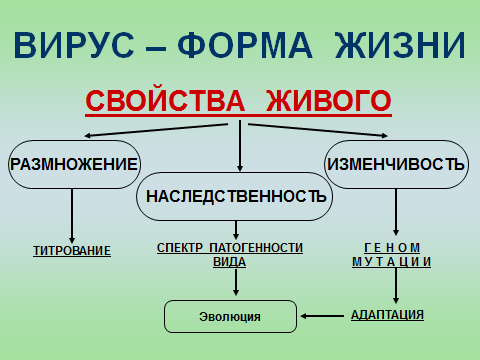 ВИРУС – ФОРМА ЖИЗНИ
СВОЙСТВА ЖИВОГО
РАЗМНОЖЕНИЕ
НАСЛЕДСТВЕННОСТЬ
ИЗМЕНЧИВОСТЬ
ТИТРОВАНИЕ
СПЕКТР ПАТОГЕННОСТИ
ВИДА
Г Е Н О М
М У Т А Ц И И
Эволюция
АДАПТАЦИЯ